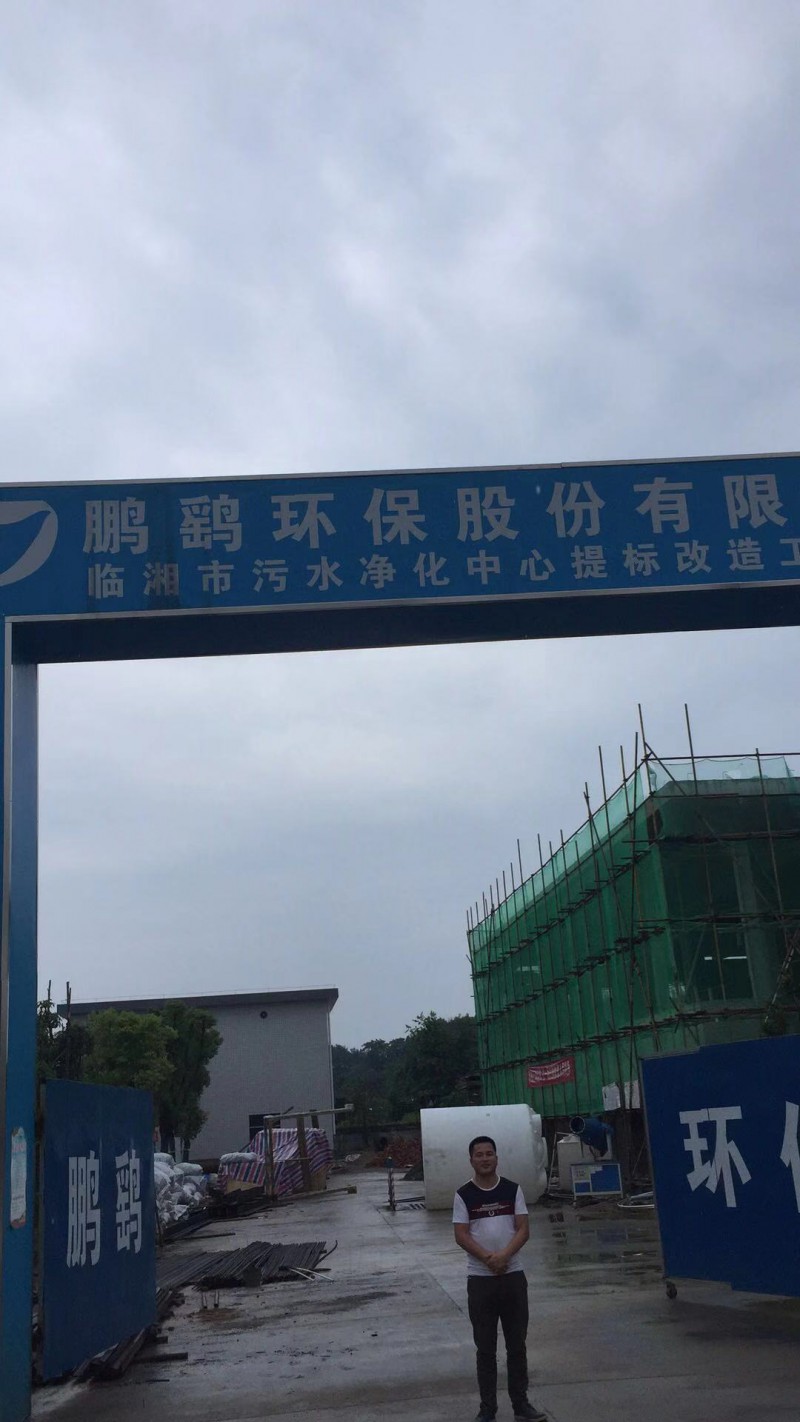 鹏鹞环保股份有限
临湘市污水净化中心提标改造工
鹏鹞
环保